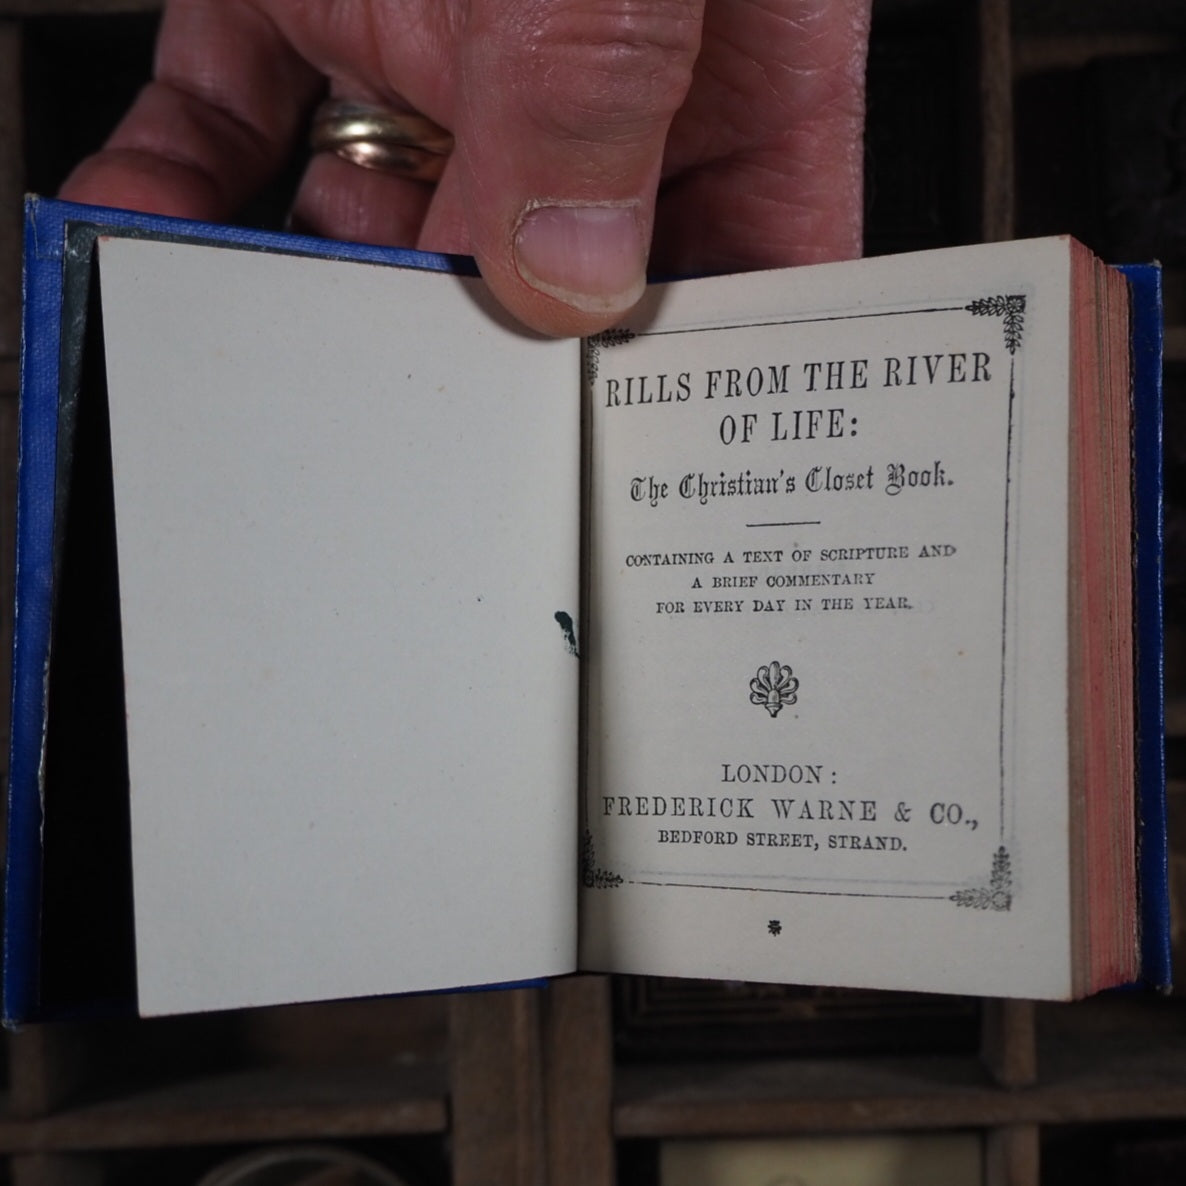 RILLS FROM THE RIVER
OF LIFE:
The Christian's Closet Book.
CONTAINING A TEXT OF SCRIPTURE AND
A BRIEF COMMENTARY
FOR EVERY DAY IN THE YEAR.
LONDON:
FREDERICK WARNE & CO.,
BEDFORD STREET, STRAND.